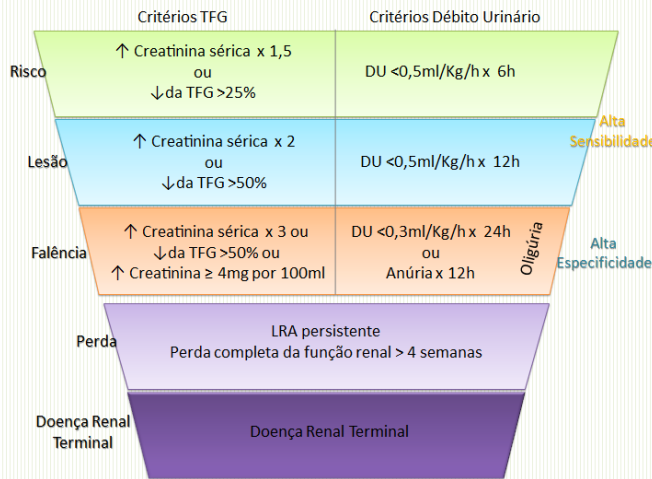 Critérios TFG
Critérios Débito Urinário
Risco
↑ Creatinina sérica x 1,5
ou
↓da TFG >25%
DU <0,5ml/Kg/h x 6h
Alta
Sensibilidade
Lesão
↑ Creatinina sérica x 2
ou
↓da TFG >50%
DU <0,5ml/Kg/h x 12h
Falência
↑ Creatinina sérica x 3 ou
↓da TFG >50% ou
↑ Creatinina ≥ 4mg por 100ml
DU <0,3ml/Kg/h x 24h
ou
Anúria x 12h
Oligúria
Alta
Especificidade
Perda
LRA persistente
Perda completa da função renal > 4 semanas
Doença Renal
Terminal
Doença Renal Terminal